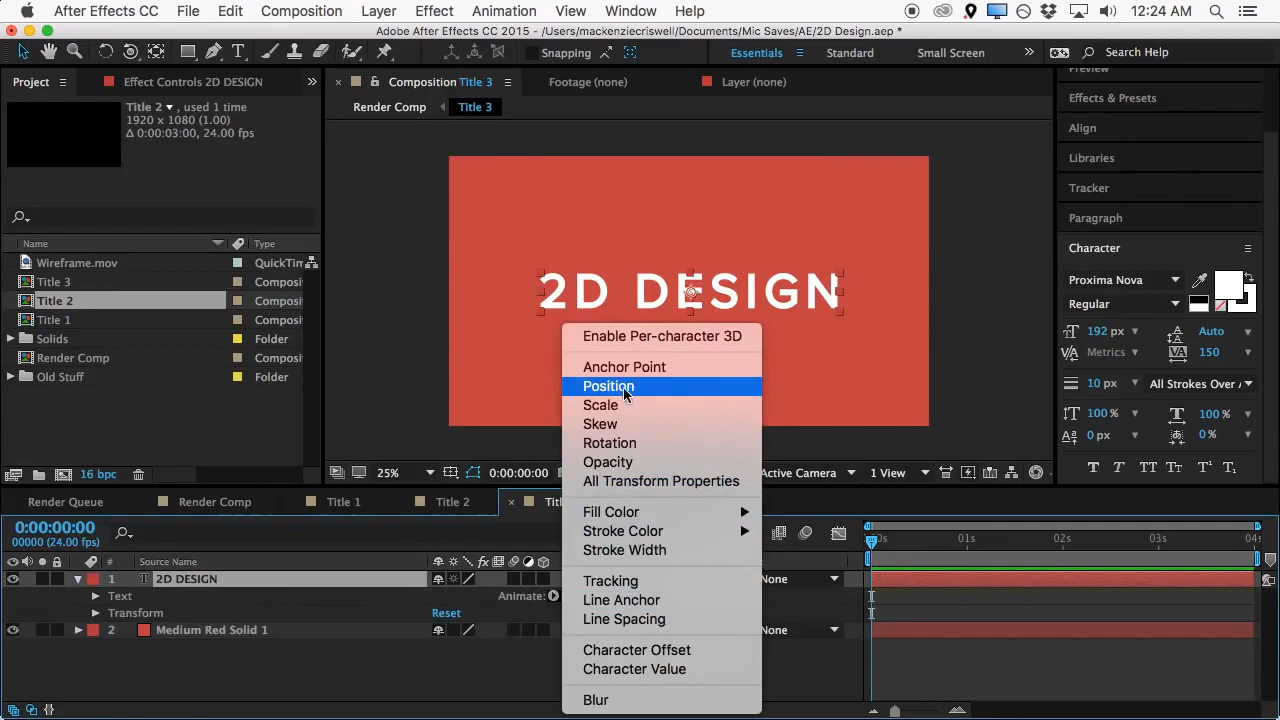 After Effects CC File Edit Composition Layer Effect Animation View Window Help 12:24 AM
Adobe After Effects CC 2015 - /Users/mackenziecriswell/Documents/Mic Saves/AE/2D Design.aep *
Snapping Essentials Standard Small Screen » Search Help
Project Effect Controls 2D DESIGN »
Composition Title 3 Footage (none) Layer (none)
Render Comp Title 3
Title 2 , used 1 time
1920 x 1080 (1.00)
Δ 0:00:03:00, 24.00 fps)
Name Type
Wireframe.mov QuickTim
Title 3 Composition
Title 2 Composition
Title 1 Composition
Solids Folder
Render Comp Composition
Old Stuff Folder
16 bpc
2D DESIGN
25% 0:00:00:00 Active Camera 1 View
Preview
Effects & Presets
Align
Libraries
Tracker
Paragraph
Character
Proxima Nova
Regular
192 px Auto
Metrics 150
10 px All Strokes Over A
100% 100%
0 px 0 %
Enable Per-character 3D
Anchor Point
Position
Scale
Skew
Rotation
Opacity
All Transform Properties
Fill Color
Stroke Color
Stroke Width
Tracking
Line Anchor
Line Spacing
Character Offset
Character Value
Blur
Render Queue Render Comp Title 1 Title 2 Titl
0:00:00:00
00000 (24.00 fps)
0s 01s 02s 03s 04s
# Source Name
1 T 2D DESIGN None
Text Animate:
Transform Reset
2 Medium Red Solid 1 None